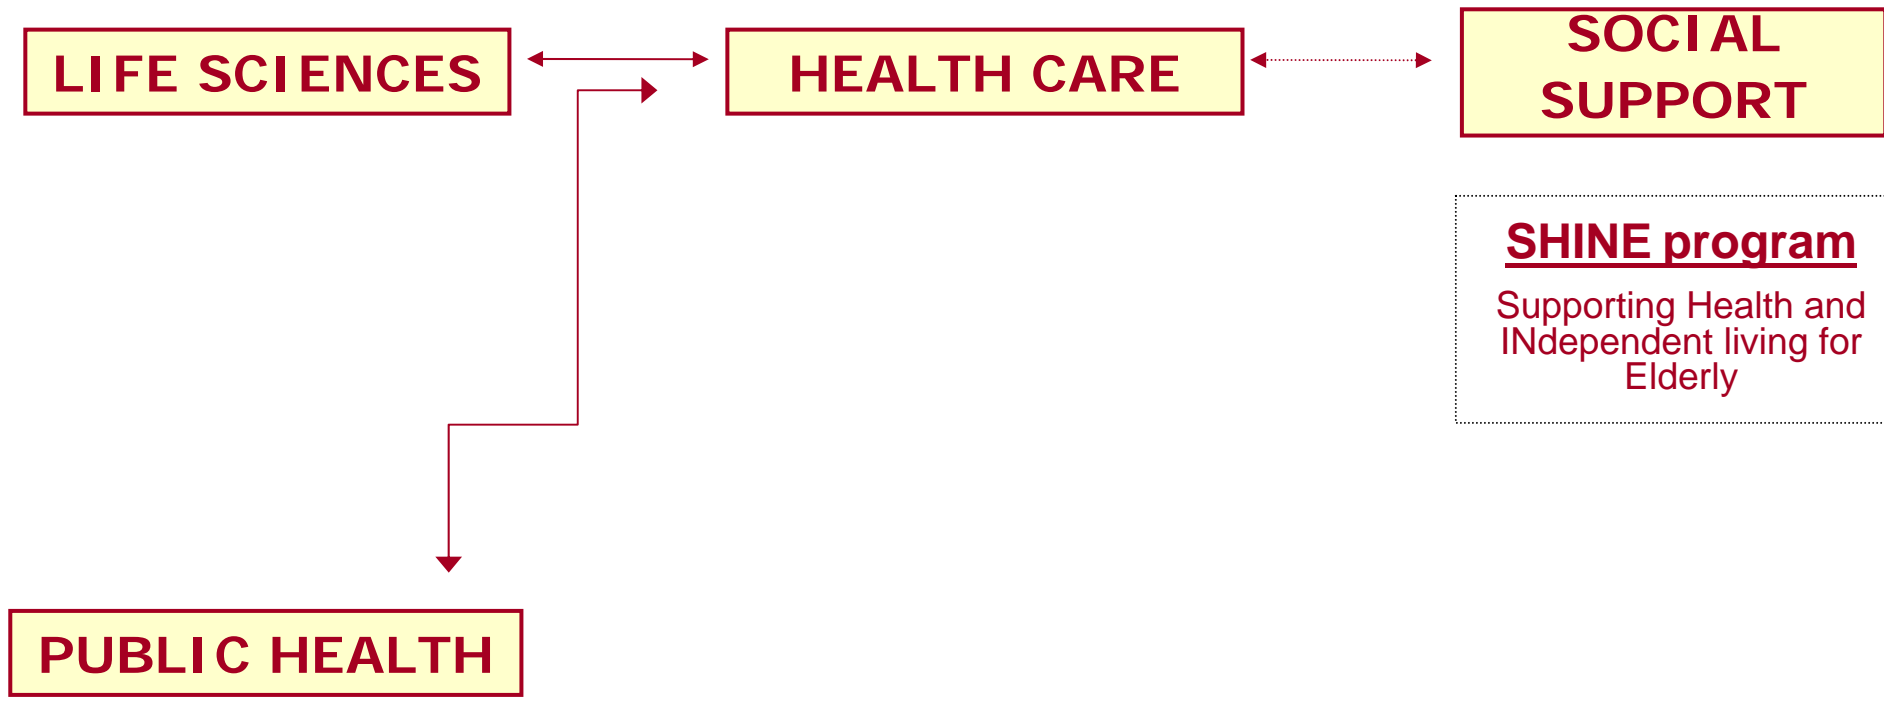 LIFE SCIENCES
HEALTH CARE
SOCIAL
SUPPORT
SHINE program
Supporting Health and
INdependent living for
Elderly
PUBLIC HEALTH